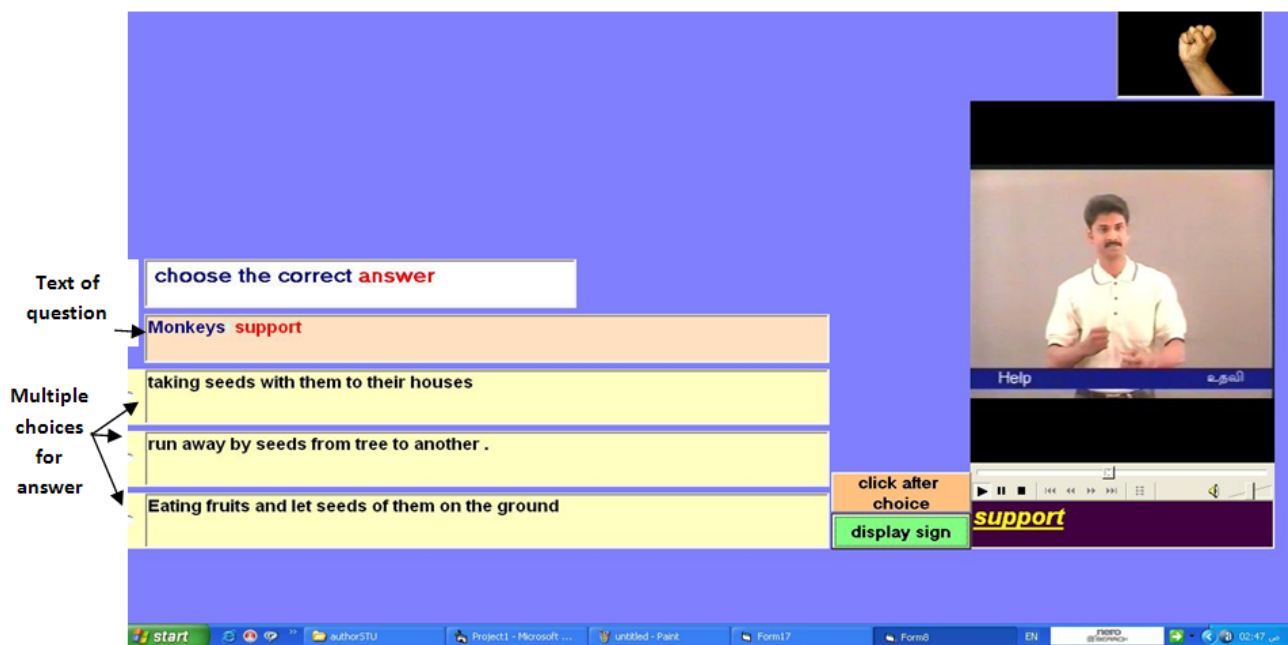 Text of
question
Multiple
choices
for
answer
choose the correct answer
Monkeys support
taking seeds with them to their houses
run away by seeds from tree to another .
Eating fruits and let seeds of them on the ground
click after
choice
display sign
Help உதவி
support
start authorSTU Project1 - Microsoft ... untitled - Paint Form17 Form8 EN nero SEARCH 02:47 ص